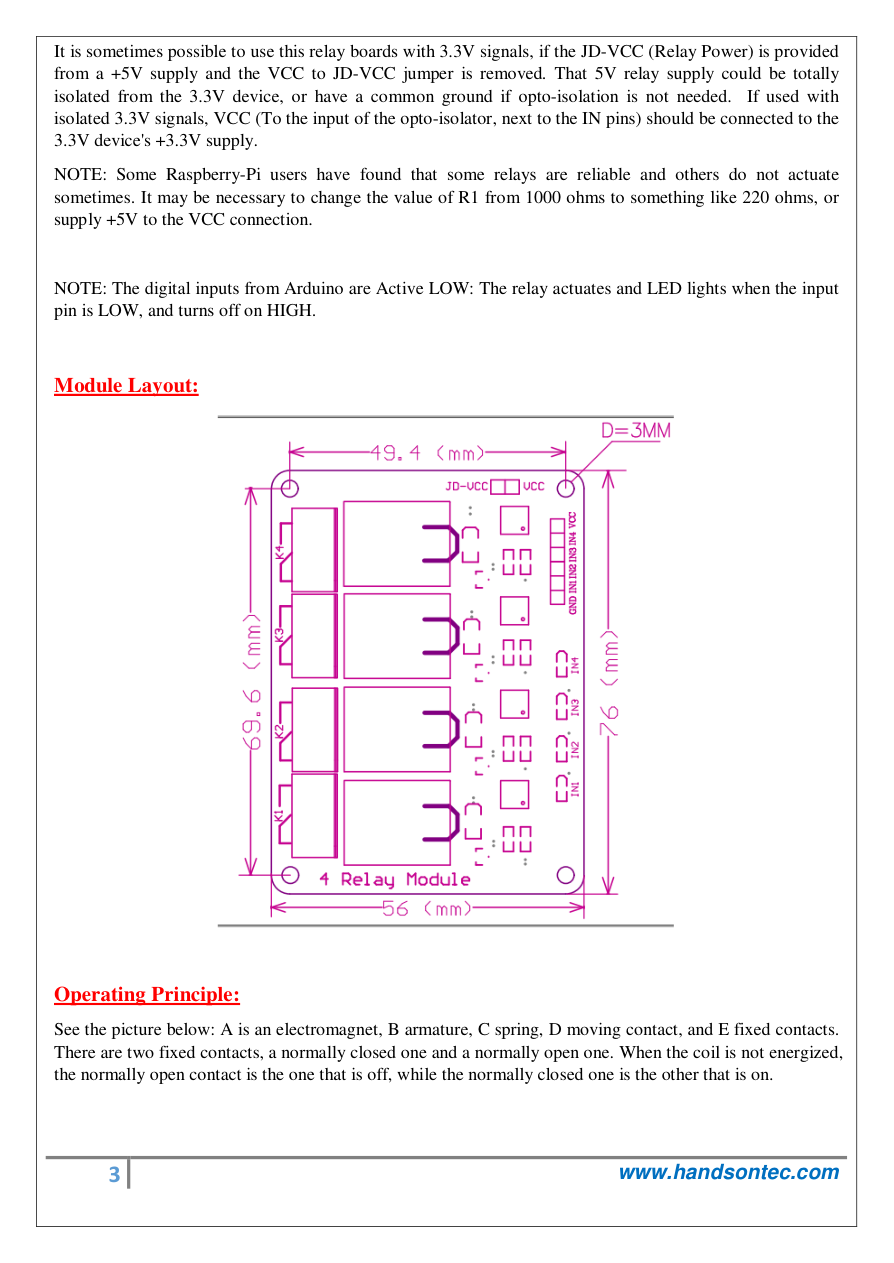 It is sometimes possible to use this relay boards with 3.3V signals, if the JD-VCC (Relay Power) is provided
from a +5V supply and the VCC to JD-VCC jumper is removed. That 5V relay supply could be totally
isolated from the 3.3V device, or have a common ground if opto-isolation is not needed. If used with
isolated 3.3V signals, VCC (To the input of the opto-isolator, next to the IN pins) should be connected to the
3.3V device's +3.3V supply.
NOTE: Some Raspberry-Pi users have found that some relays are reliable and others do not actuate
sometimes. It may be necessary to change the value of R1 from 1000 ohms to something like 220 ohms, or
supply +5V to the VCC connection.
NOTE: The digital inputs from Arduino are Active LOW: The relay actuates and LED lights when the input
pin is LOW, and turns off on HIGH.
Module Layout:
D=3MM
49.4 (mm)
JD-VCC VCC
GND IN1 IN2 IN3 IN4 VCC
K4
K3
69.6 (mm)
76 (mm)
IN4
IN3
K2
IN2
IN1
K1
4 Relay Module
56 (mm)
Operating Principle:
See the picture below: A is an electromagnet, B armature, C spring, D moving contact, and E fixed contacts.
There are two fixed contacts, a normally closed one and a normally open one. When the coil is not energized,
the normally open contact is the one that is off, while the normally closed one is the other that is on.
3
www.handsontec.com